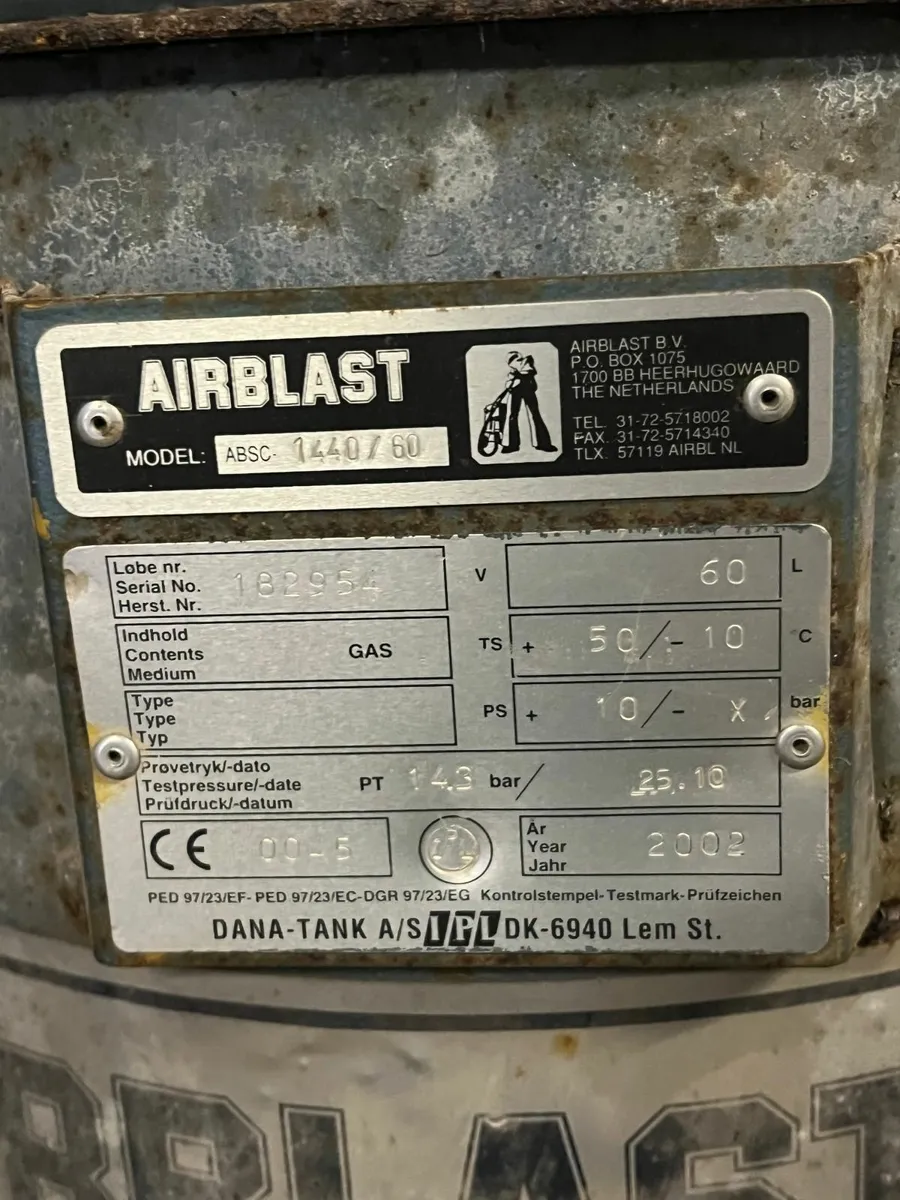 AIRBLAST
MODEL: ABSC- 1440/60
AIRBLAST B.V.
P.O. BOX 1075
1700 BB HEERHUGOWAARD
THE NETHERLANDS
TEL. 31-72-5718002
FAX. 31-72-5714340
TLX. 57119 AIRBL NL
Løbe nr.
Serial No. 182954
Herst. Nr.
V 60 L
Indhold
Contents GAS
Medium
TS + 50/- 10 C
Type
Type
Typ
PS + 10/- X bar
Prøvetryk/-dato
Testpressure/-date PT 143 bar/ 25.10
Prüfdruck/-datum
CE 00-5
År
Year 2002
Jahr
PED 97/23/EF- PED 97/23/EC-DGR 97/23/EG Kontrolstempel-Testmark-Prüfzeichen
DANA-TANK A/S IPL DK-6940 Lem St.
RBLAST